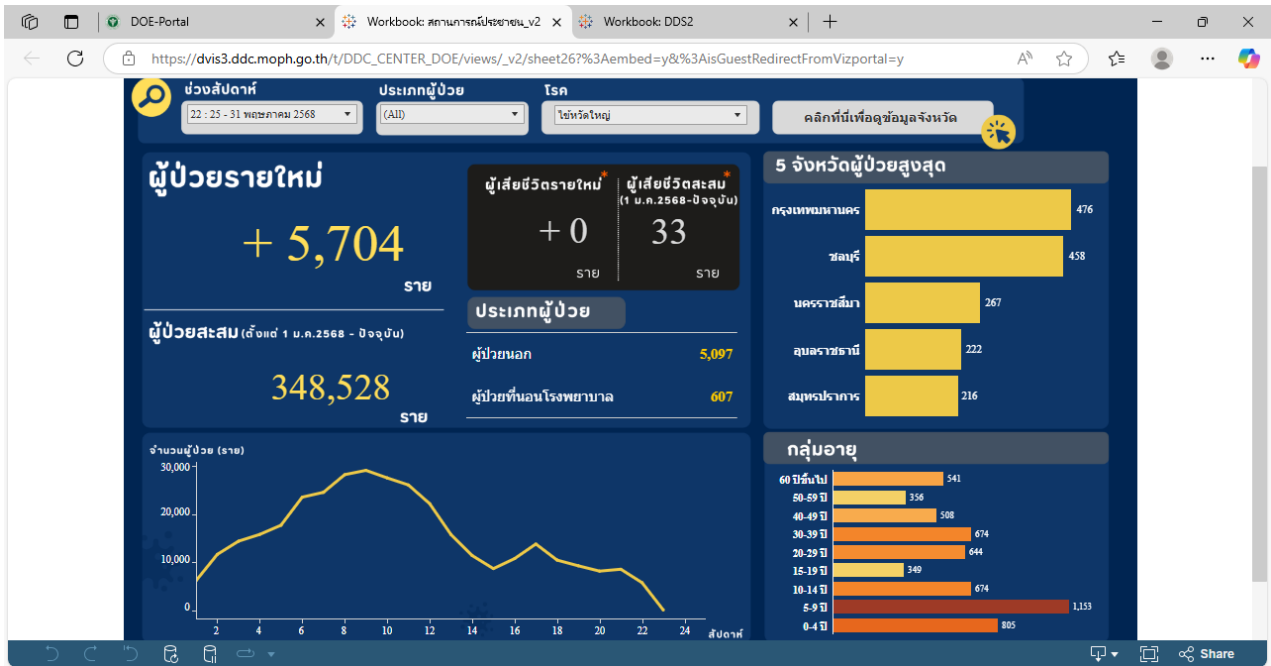 DOE-Portal
Workbook: สถานการณ์ประชาชน_v2
Workbook: DDS2
https://dvis3.ddc.moph.go.th/t/DDC_CENTER_DOE/views/_v2/sheet26?%3Aembed=y&%3AisGuestRedirectFromVizportal=y
ช่วงสัปดาห์
ประเภทผู้ป่วย
โรค
22 : 25 - 31 พฤษภาคม 2568
(All)
ไข้หวัดใหญ่
คลิกที่นี่เพื่อดูข้อมูลจังหวัด
ผู้ป่วยรายใหม่
+ 5,704
ราย
ผู้ป่วยสะสม (ตั้งแต่ 1 ม.ค.2568 - ปัจจุบัน)
348,528
ราย
ผู้เสียชีวิตรายใหม่*
+ 0
ราย
ผู้เสียชีวิตสะสม*
(1 ม.ค.2568-ปัจจุบัน)
33
ราย
ประเภทผู้ป่วย
ผู้ป่วยนอก 5,097
ผู้ป่วยที่นอนโรงพยาบาล 607
5 จังหวัดผู้ป่วยสูงสุด
กรุงเทพมหานคร 476
ชลบุรี 458
นครราชสีมา 267
อุบลราชธานี 222
สมุทรปราการ 216
จำนวนผู้ป่วย (ราย)
30,000
20,000
10,000
0
2 4 6 8 10 12 14 16 18 20 22 24 สัปดาห์
กลุ่มอายุ
60 ปีขึ้นไป 541
50-59 ปี 356
40-49 ปี 508
30-39 ปี 674
20-29 ปี 644
15-19 ปี 349
10-14 ปี 674
5-9 ปี 1,153
0-4 ปี 805
Share